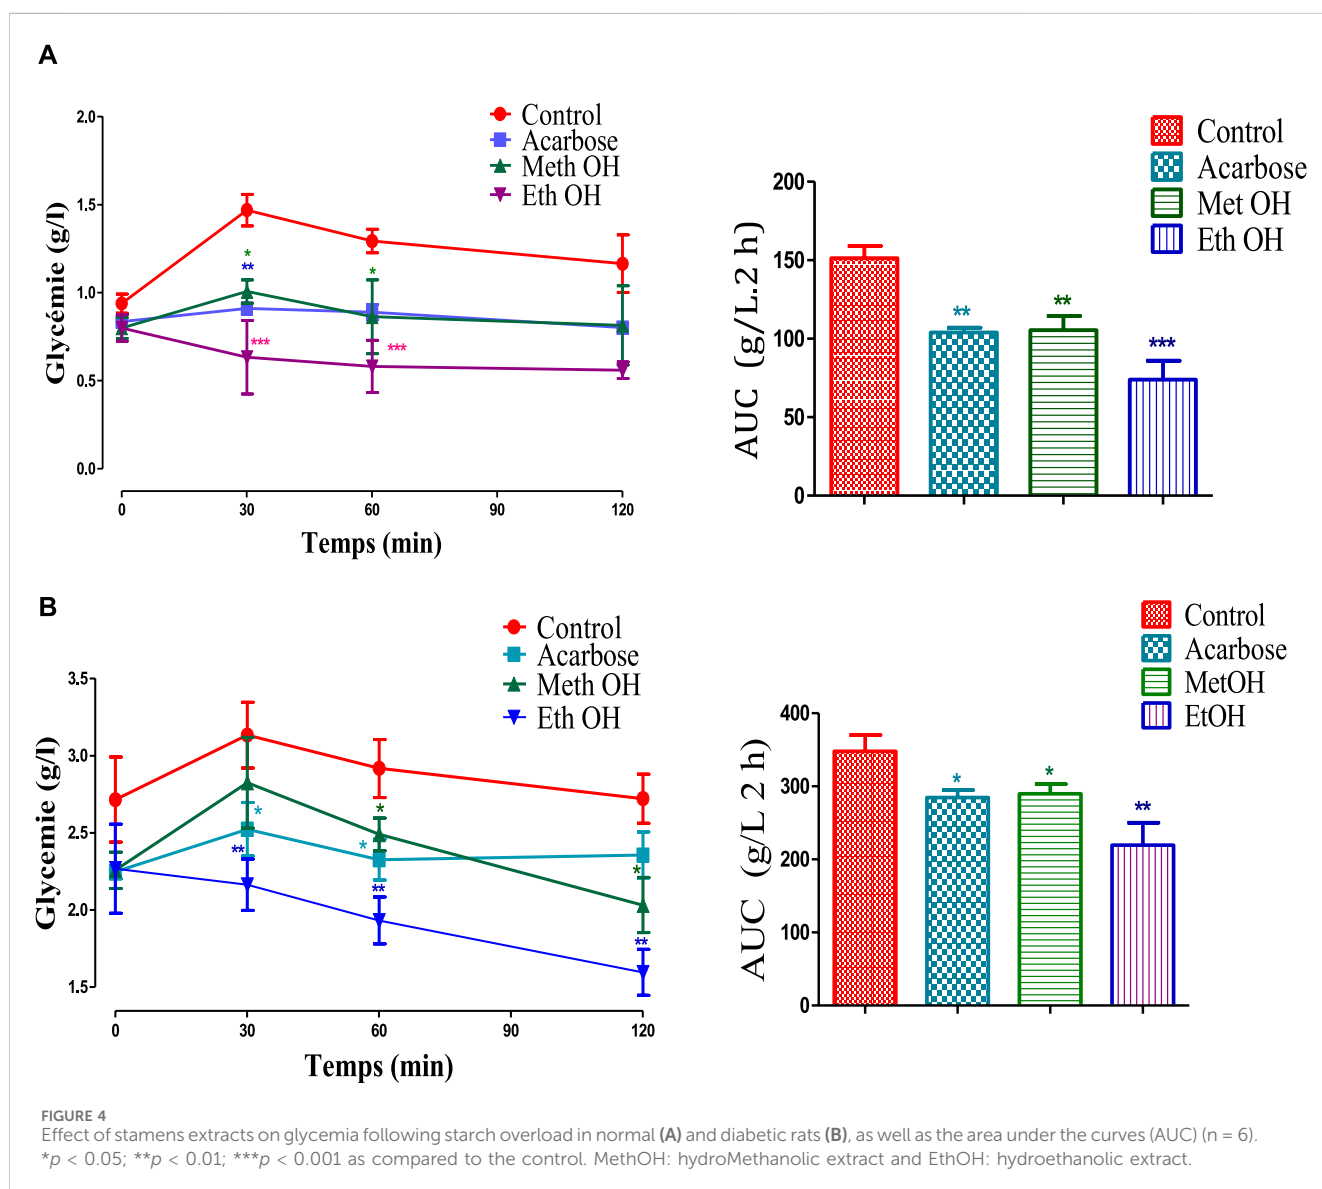 A
Control
Acarbose
Meth OH
Eth OH
Glycémie (g/l)
2.0
1.5
1.0
0.5
0.0
*
**
*
***
***
0
30
60
90
120
Temps (min)
Control
Acarbose
Met OH
Eth OH
AUC (g/L.2 h)
200
150
100
50
0
**
**
***
B
Control
Acarbose
Meth OH
Eth OH
Glycemie (g/l)
3.5
3.0
2.5
2.0
1.5
*
**
*
*
**
*
**
0
30
60
90
120
Temps (min)
Control
Acarbose
MetOH
EtOH
AUC (g/L 2 h)
400
300
200
100
0
*
*
**
FIGURE 4
Effect of stamens extracts on glycemia following starch overload in normal (A) and diabetic rats (B), as well as the area under the curves (AUC) (n = 6).
*p < 0.05; **p < 0.01; ***p < 0.001 as compared to the control. MethOH: hydroMethanolic extract and EthOH: hydroethanolic extract.